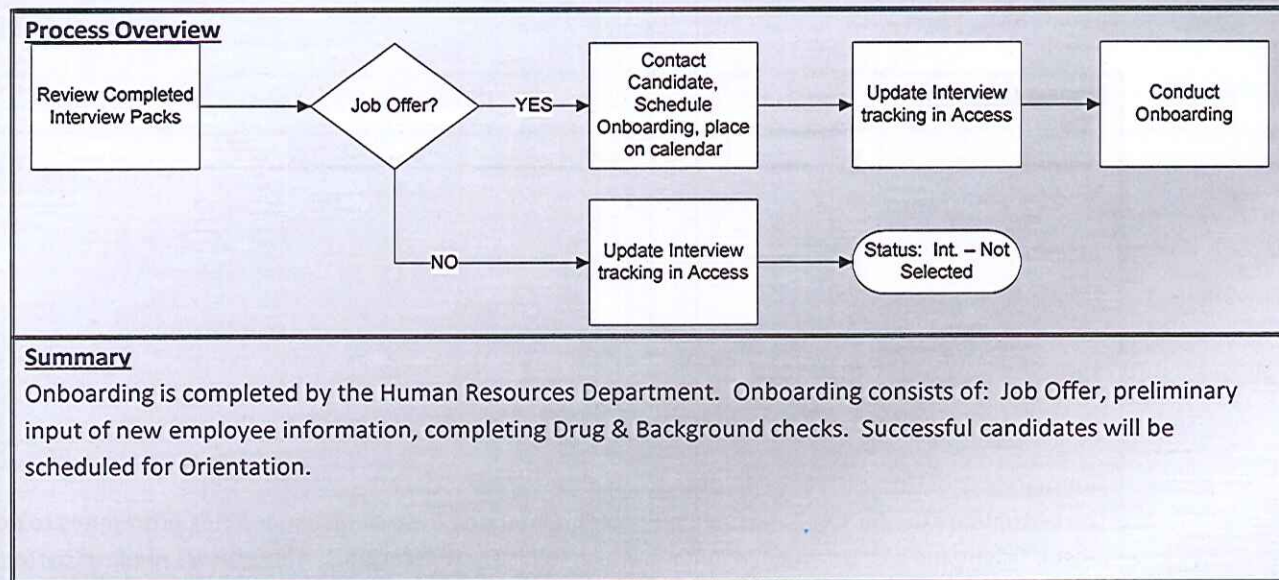 Process Overview
Review Completed
Interview Packs
Job Offer?
YES
Contact
Candidate,
Schedule
Onboarding, place
on calendar
Update Interview
tracking in Access
Conduct
Onboarding
NO
Update Interview
tracking in Access
Status: Int. – Not
Selected
Summary
Onboarding is completed by the Human Resources Department. Onboarding consists of: Job Offer, preliminary
input of new employee information, completing Drug & Background checks. Successful candidates will be
scheduled for Orientation.